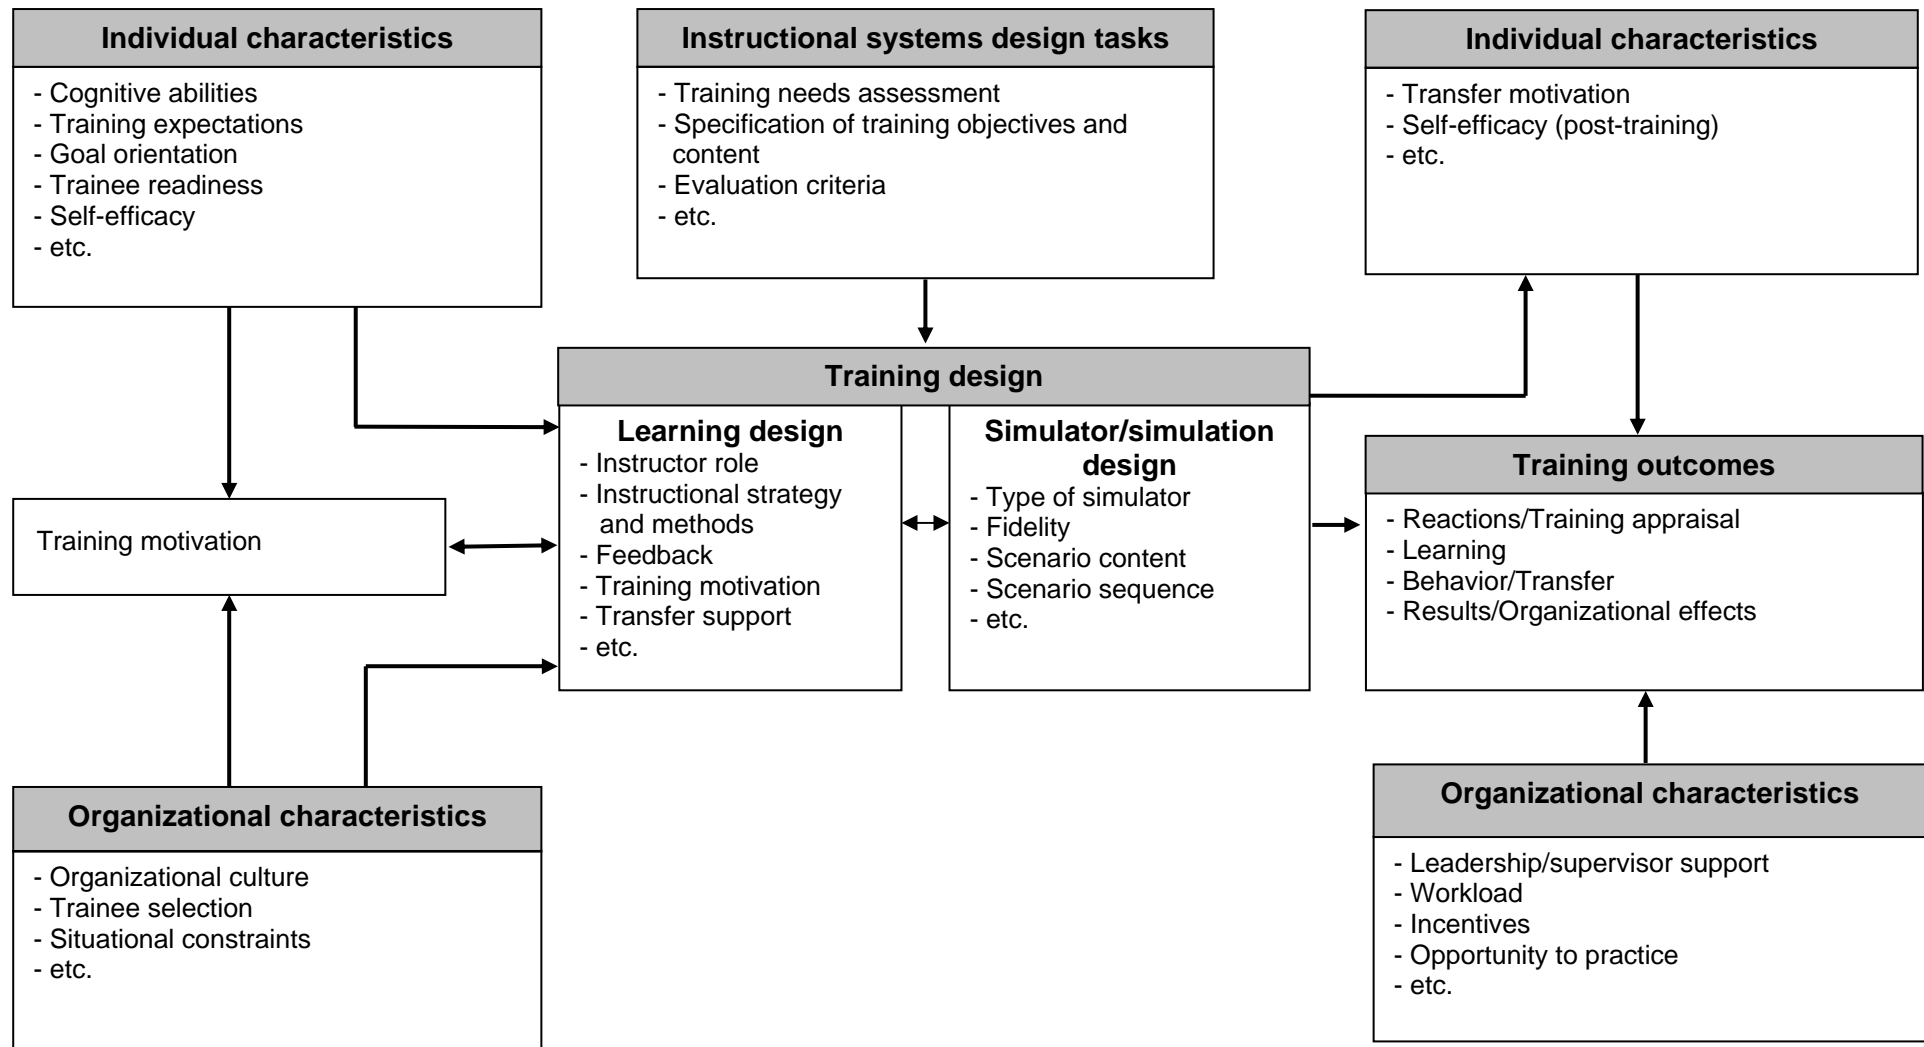 Individual characteristics
- Cognitive abilities
- Training expectations
- Goal orientation
- Trainee readiness
- Self-efficacy
- etc.
Instructional systems design tasks
- Training needs assessment
- Specification of training objectives and
content
- Evaluation criteria
- etc.
Individual characteristics
- Transfer motivation
- Self-efficacy (post-training)
- etc.
Training design
Learning design
- Instructor role
- Instructional strategy
and methods
- Feedback
- Training motivation
- Transfer support
- etc.
Simulator/simulation
design
- Type of simulator
- Fidelity
- Scenario content
- Scenario sequence
- etc.
Training motivation
Training outcomes
- Reactions/Training appraisal
- Learning
- Behavior/Transfer
- Results/Organizational effects
Organizational characteristics
- Organizational culture
- Trainee selection
- Situational constraints
- etc.
Organizational characteristics
- Leadership/supervisor support
- Workload
- Incentives
- Opportunity to practice
- etc.